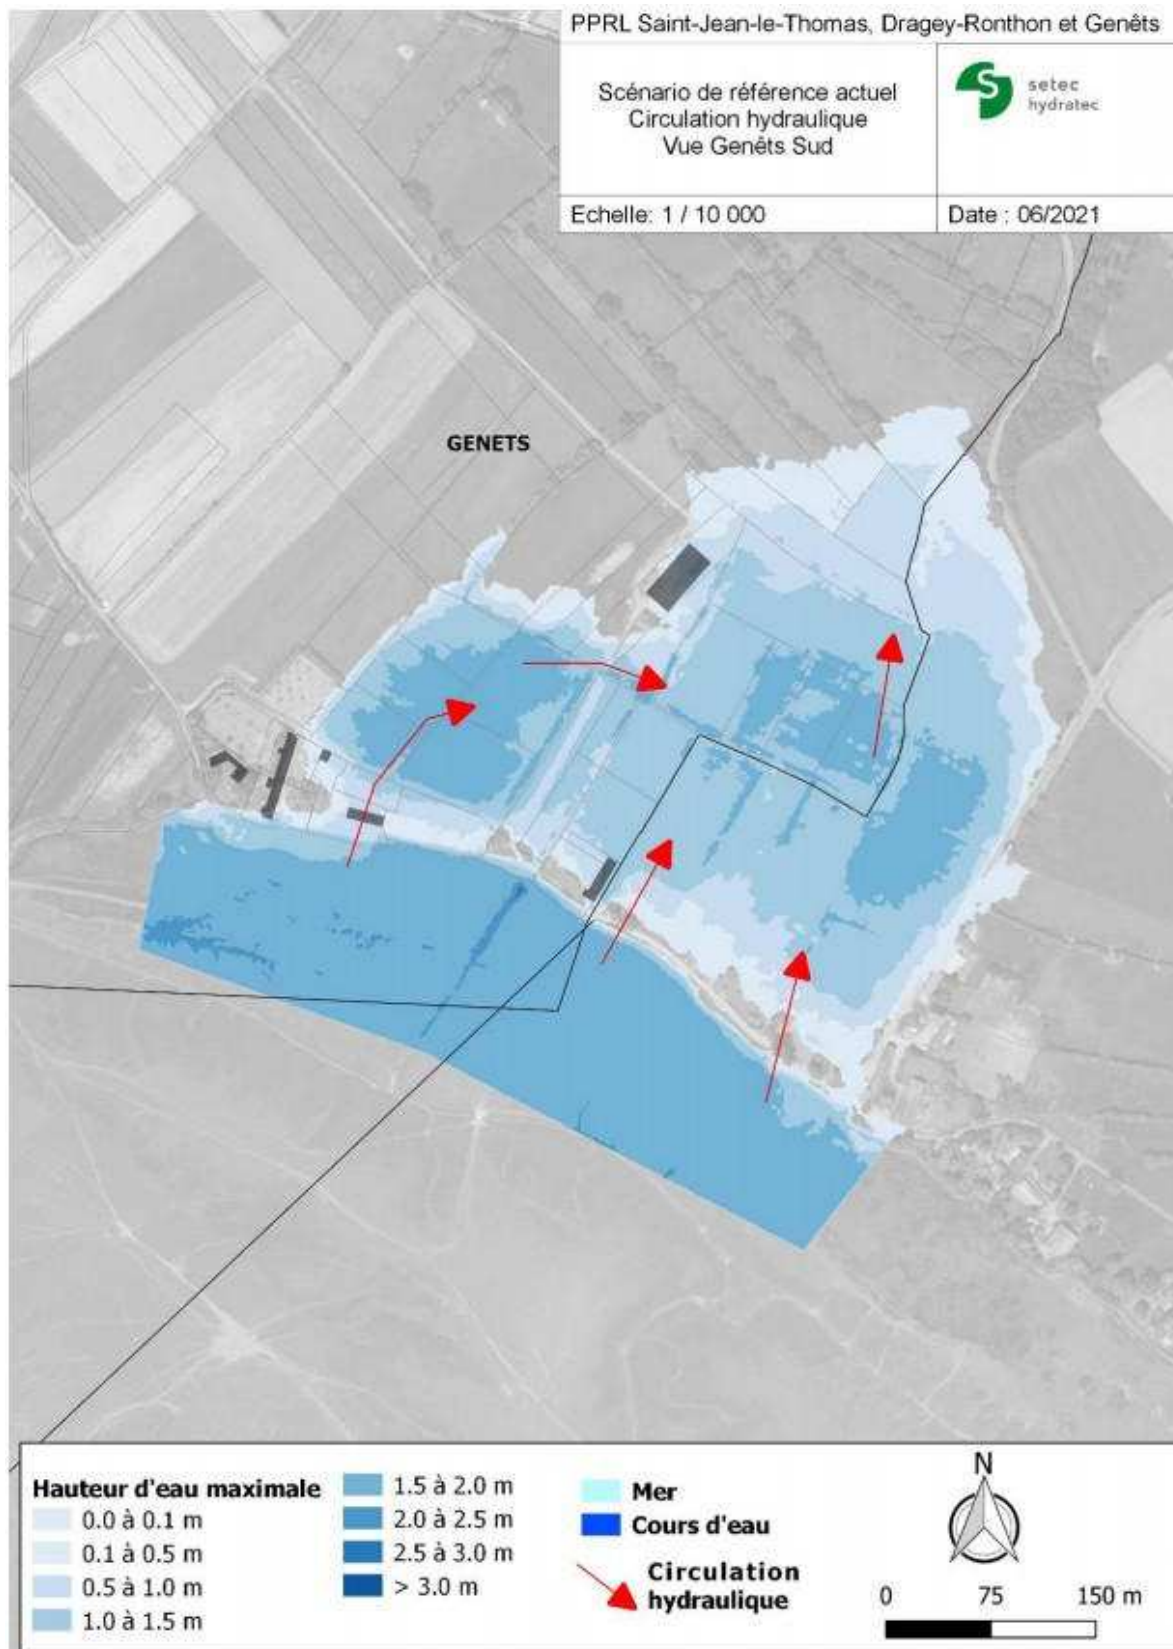 PPRL Saint-Jean-le-Thomas, Dragey-Ronthon et Genêts
Scénario de référence actuel
Circulation hydraulique
Vue Genêts Sud
setec
hydratec
Echelle: 1 / 10 000
Date : 06/2021
GENETS
Hauteur d'eau maximale
0.0 à 0.1 m
0.1 à 0.5 m
0.5 à 1.0 m
1.0 à 1.5 m
1.5 à 2.0 m
2.0 à 2.5 m
2.5 à 3.0 m
> 3.0 m
Mer
Cours d'eau
Circulation
hydraulique
N
0 75 150 m